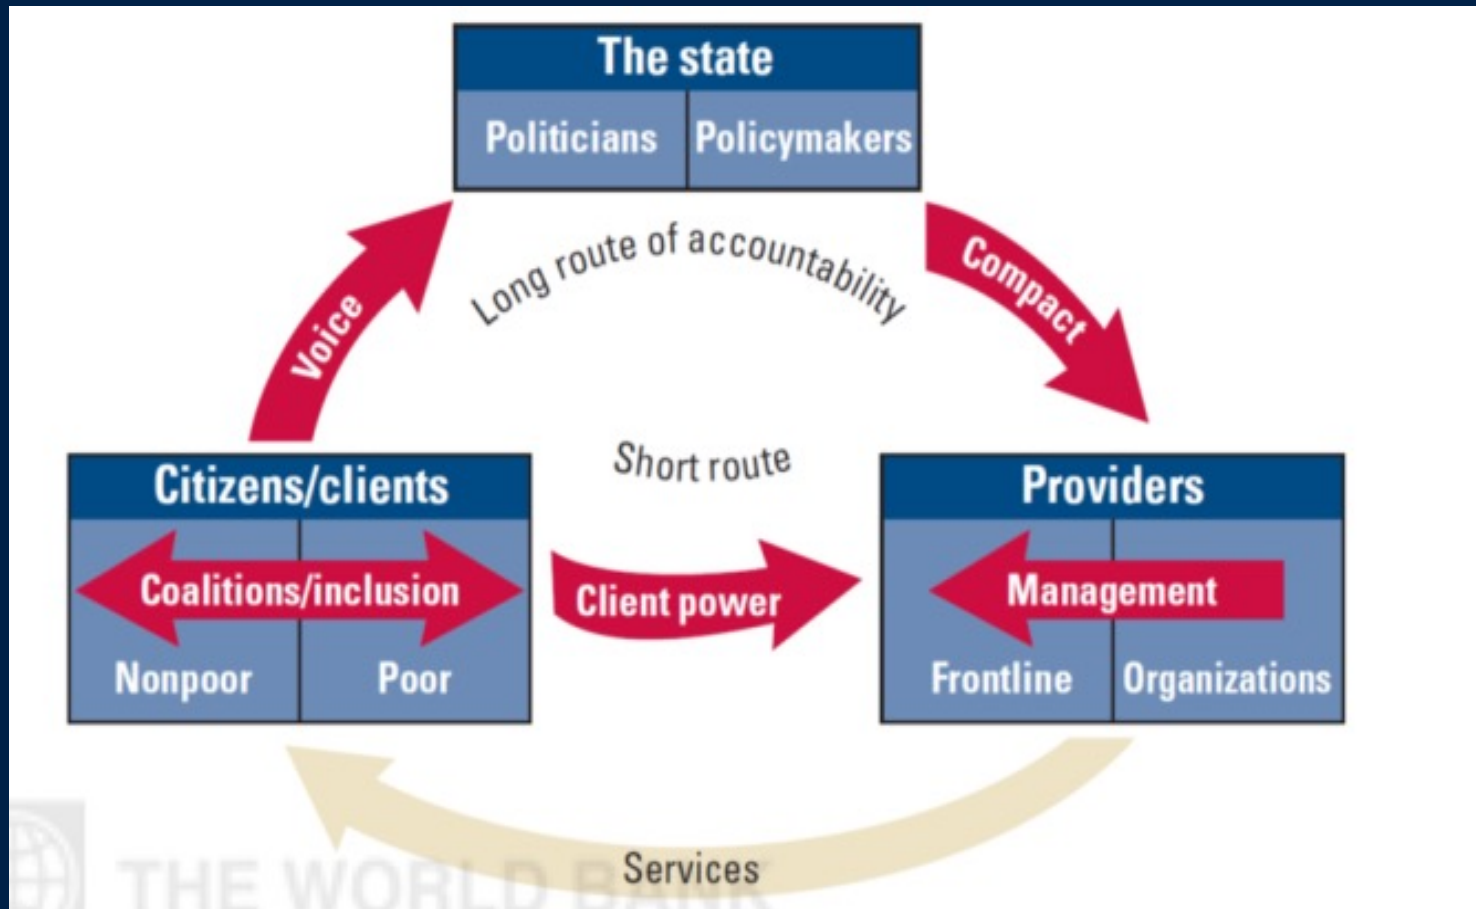 The state
Politicians
Policymakers
Long route of accountability
Voice
Compact
Short route
Citizens/clients
Coalitions/inclusion
Nonpoor
Poor
Client power
Providers
Management
Frontline
Organizations
Services
THE WORLD BANK